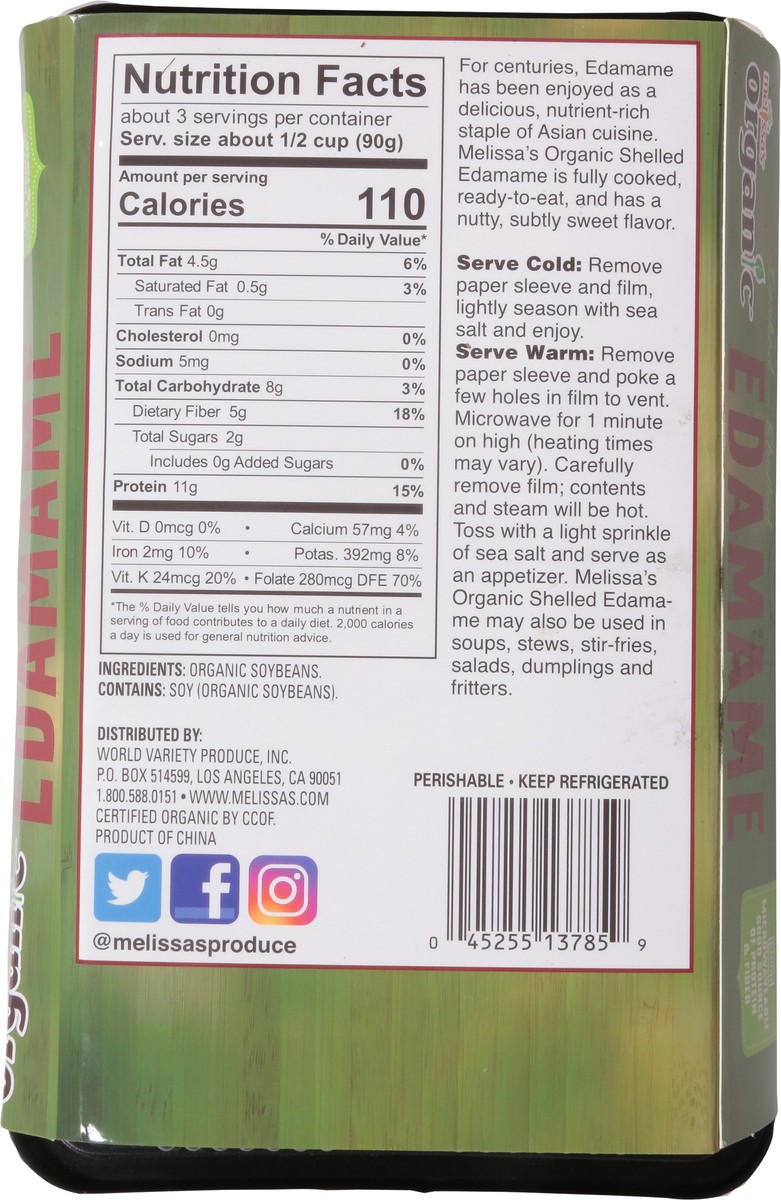 Nutrition Facts
about 3 servings per container
Serv. size about 1/2 cup (90g)
Amount per serving
Calories 110
% Daily Value*
Total Fat 4.5g 6%
Saturated Fat 0.5g 3%
Trans Fat 0g
Cholesterol 0mg 0%
Sodium 5mg 0%
Total Carbohydrate 8g 3%
Dietary Fiber 5g 18%
Total Sugars 2g
Includes 0g Added Sugars 0%
Protein 11g 15%
Vit. D 0mcg 0% • Calcium 57mg 4%
Iron 2mg 10% • Potas. 392mg 8%
Vit. K 24mcg 20% • Folate 280mcg DFE 70%
*The % Daily Value tells you how much a nutrient in a
serving of food contributes to a daily diet. 2,000 calories
a day is used for general nutrition advice.
INGREDIENTS: ORGANIC SOYBEANS.
CONTAINS: SOY (ORGANIC SOYBEANS).
DISTRIBUTED BY:
WORLD VARIETY PRODUCE, INC.
P.O. BOX 514599, LOS ANGELES, CA 90051
1.800.588.0151 • WWW.MELISSAS.COM
CERTIFIED ORGANIC BY CCOF.
PRODUCT OF CHINA
@melissasproduce
For centuries, Edamame
has been enjoyed as a
delicious, nutrient-rich
staple of Asian cuisine.
Melissa's Organic Shelled
Edamame is fully cooked,
ready-to-eat, and has a
nutty, subtly sweet flavor.
Serve Cold: Remove
paper sleeve and film,
lightly season with sea
salt and enjoy.
Serve Warm: Remove
paper sleeve and poke a
few holes in film to vent.
Microwave for 1 minute
on high (heating times
may vary). Carefully
remove film; contents
and steam will be hot.
Toss with a light sprinkle
of sea salt and serve as
an appetizer. Melissa's
Organic Shelled Edama-
me may also be used in
soups, stews, stir-fries,
salads, dumplings and
fritters.
PERISHABLE • KEEP REFRIGERATED
0 45255 13785 9
organic
EDAMAME
melissa's
organic
EDAMAME
MICROWAVABLE
GOOD SOURCE
OF PROTEIN
& FIBER